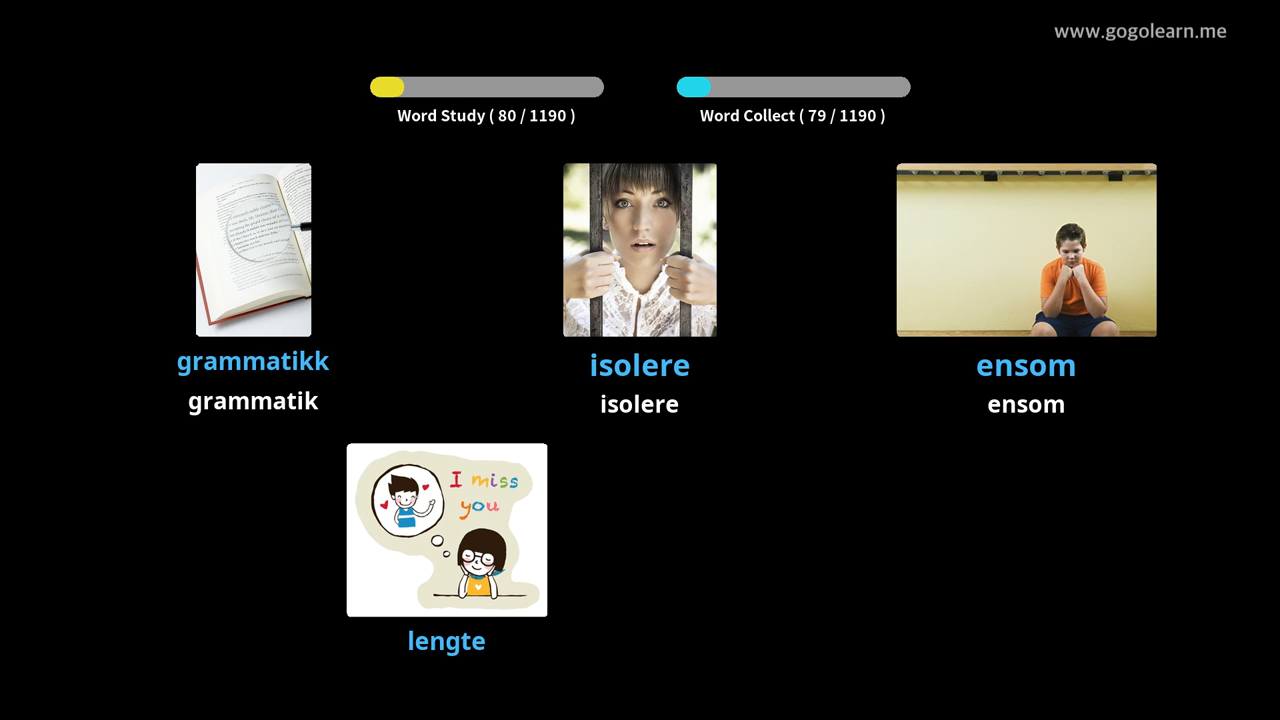 www.gogolearn.me
Word Study ( 80 / 1190 )
Word Collect ( 79 / 1190 )
grammatikk
grammatik
isolere
isolere
ensom
ensom
I miss
you
lengte